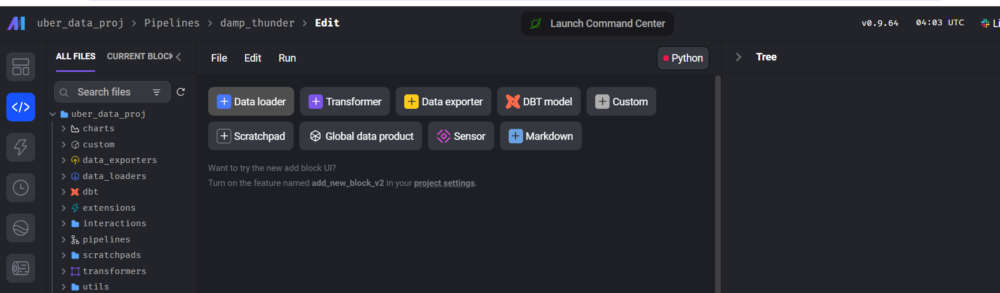 uber_data_proj > Pipelines > damp_thunder > Edit
Launch Command Center
v0.9.64
04:03 UTC
Li
ALL FILES
CURRENT BLOCK
File
Edit
Run
Python
Tree
Search files
uber_data_proj
charts
custom
data_exporters
data_loaders
dbt
extensions
interactions
pipelines
scratchpads
transformers
utils
Data loader
Transformer
Data exporter
DBT model
Custom
Scratchpad
Global data product
Sensor
Markdown
Want to try the new add block UI?
Turn on the feature named add_new_block_v2 in your project settings.